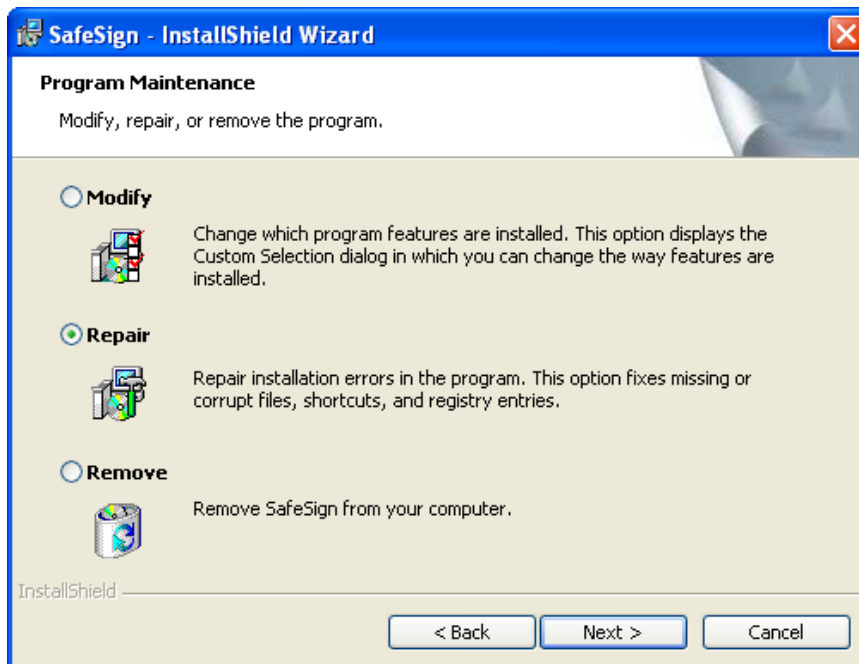 SafeSign - InstallShield Wizard
Program Maintenance
Modify, repair, or remove the program.
Modify
Change which program features are installed. This option displays the
Custom Selection dialog in which you can change the way features are
installed.
Repair
Repair installation errors in the program. This option fixes missing or
corrupt files, shortcuts, and registry entries.
Remove
Remove SafeSign from your computer.
InstallShield
< Back Next > Cancel